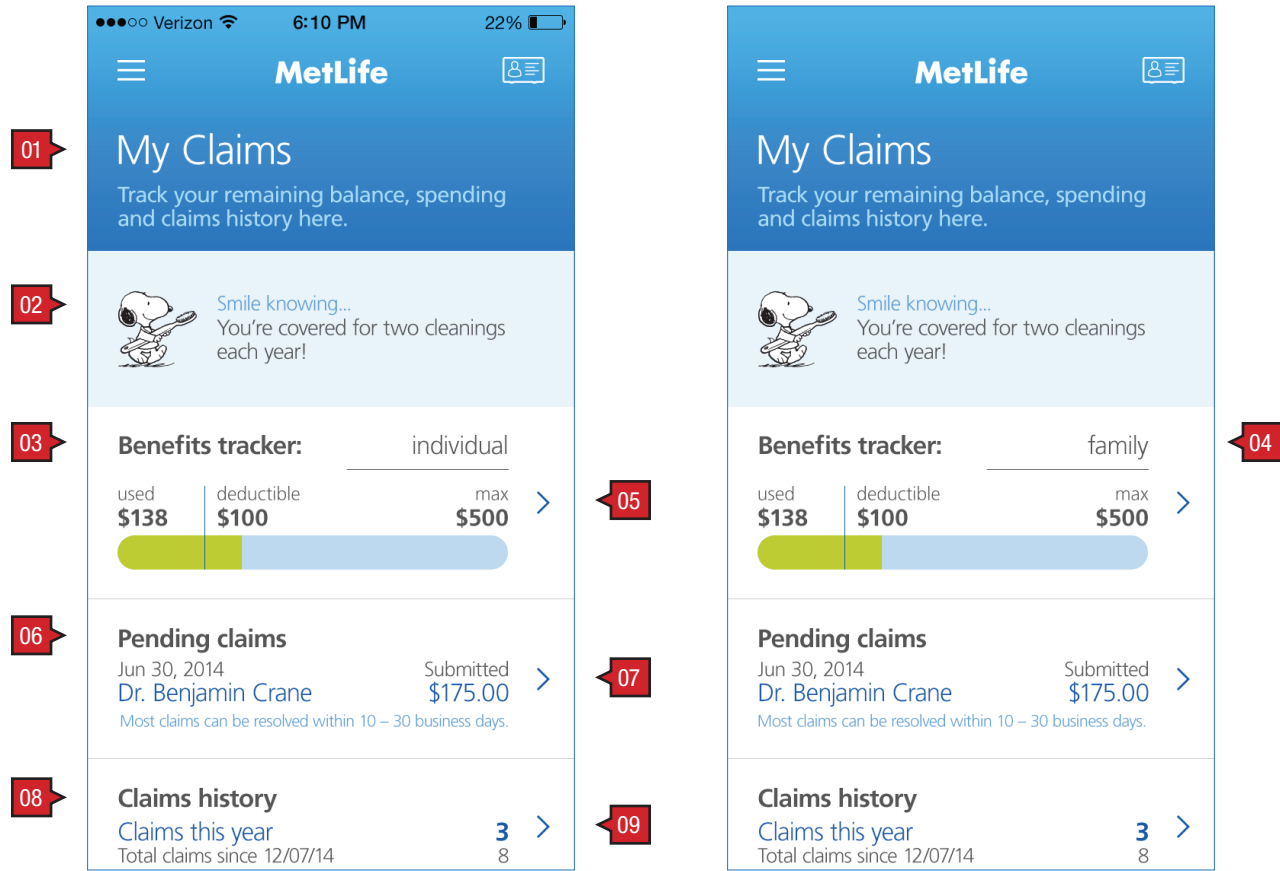 Verizon 6:10 PM 22%
MetLife
01
My Claims
Track your remaining balance, spending
and claims history here.
02
Smile knowing...
You're covered for two cleanings
each year!
03
Benefits tracker: individual
used deductible max
$138 $100 $500
05
06
Pending claims
Jun 30, 2014 Submitted
Dr. Benjamin Crane $175.00
07
Most claims can be resolved within 10 – 30 business days.
08
Claims history
Claims this year 3
09
Total claims since 12/07/14 8
MetLife
My Claims
Track your remaining balance, spending
and claims history here.
Smile knowing...
You're covered for two cleanings
each year!
Benefits tracker: family
04
used deductible max
$138 $100 $500
Pending claims
Jun 30, 2014 Submitted
Dr. Benjamin Crane $175.00
Most claims can be resolved within 10 – 30 business days.
Claims history
Claims this year 3
Total claims since 12/07/14 8